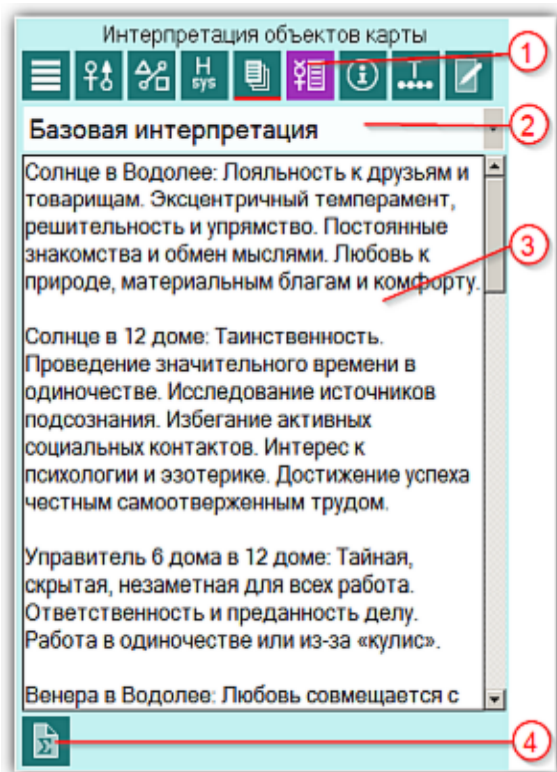 Интерпретация объектов карты
H
sys
1
Базовая интерпретация
2
Солнце в Водолее: Лояльность к друзьям и
товарищам. Эксцентричный темперамент,
решительность и упрямство. Постоянные
знакомства и обмен мыслями. Любовь к
природе, материальным благам и комфорту.
3
Солнце в 12 доме: Таинственность.
Проведение значительного времени в
одиночестве. Исследование источников
подсознания. Избегание активных
социальных контактов. Интерес к
психологии и эзотерике. Достижение успеха
честным самоотверженным трудом.
Управитель 6 дома в 12 доме: Тайная,
скрытая, незаметная для всех работа.
Ответственность и преданность делу.
Работа в одиночестве или из-за «кулис».
Венера в Водолее: Любовь совмещается с
Σ
4